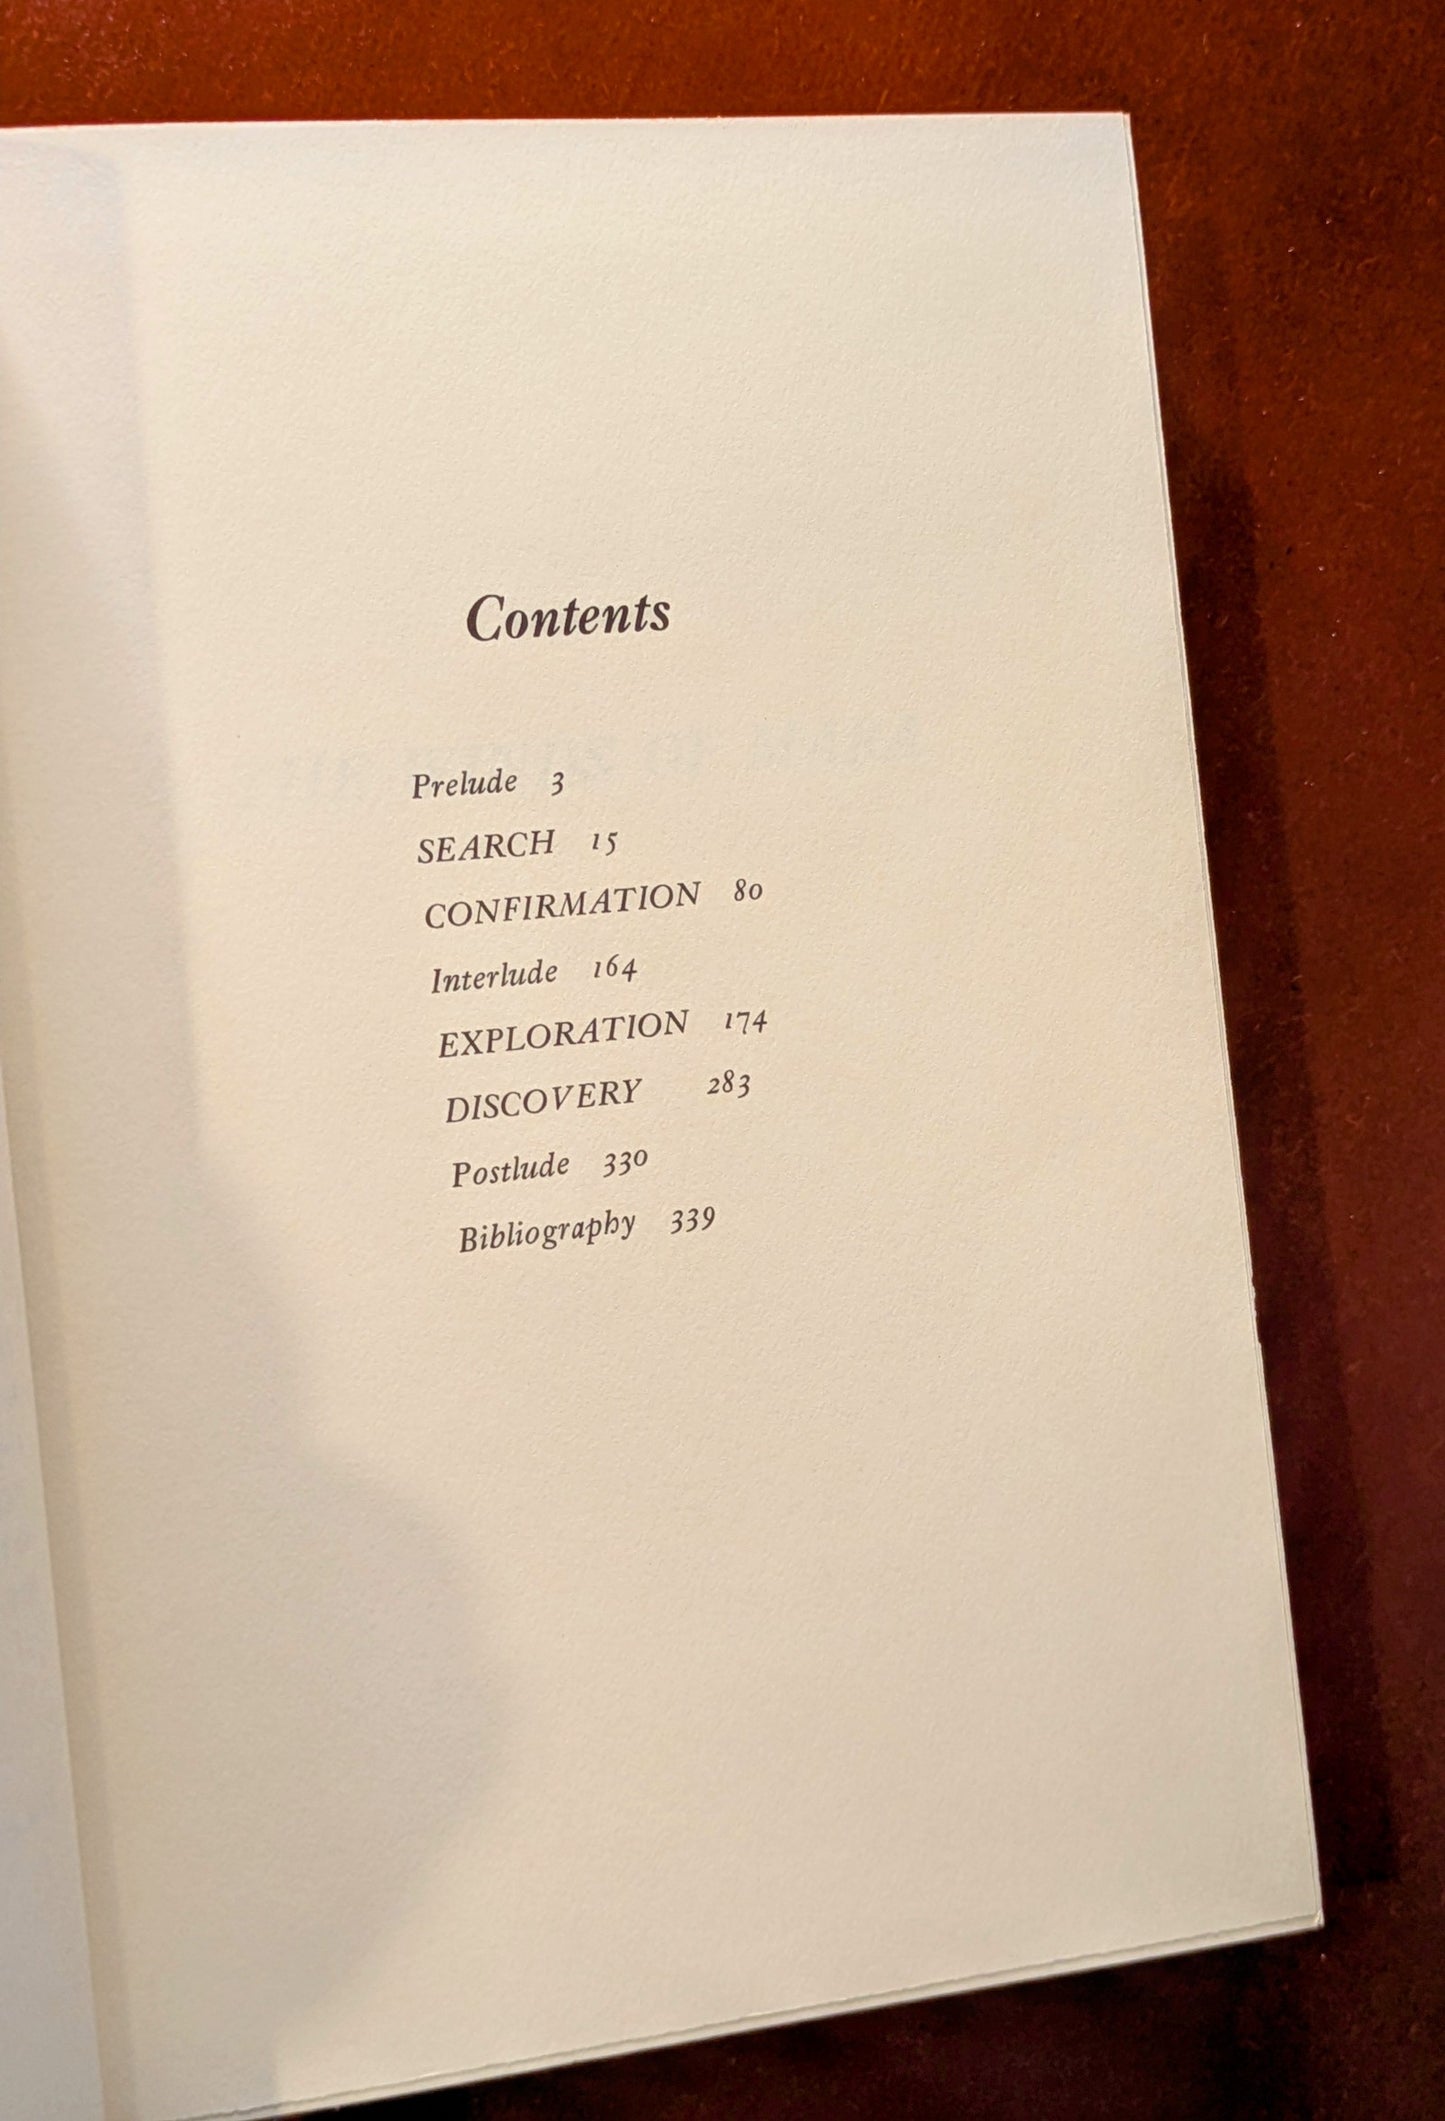 Contents
Prelude 3
SEARCH 15
CONFIRMATION 80
Interlude 164
EXPLORATION 174
DISCOVERY 283
Postlude 330
Bibliography 339